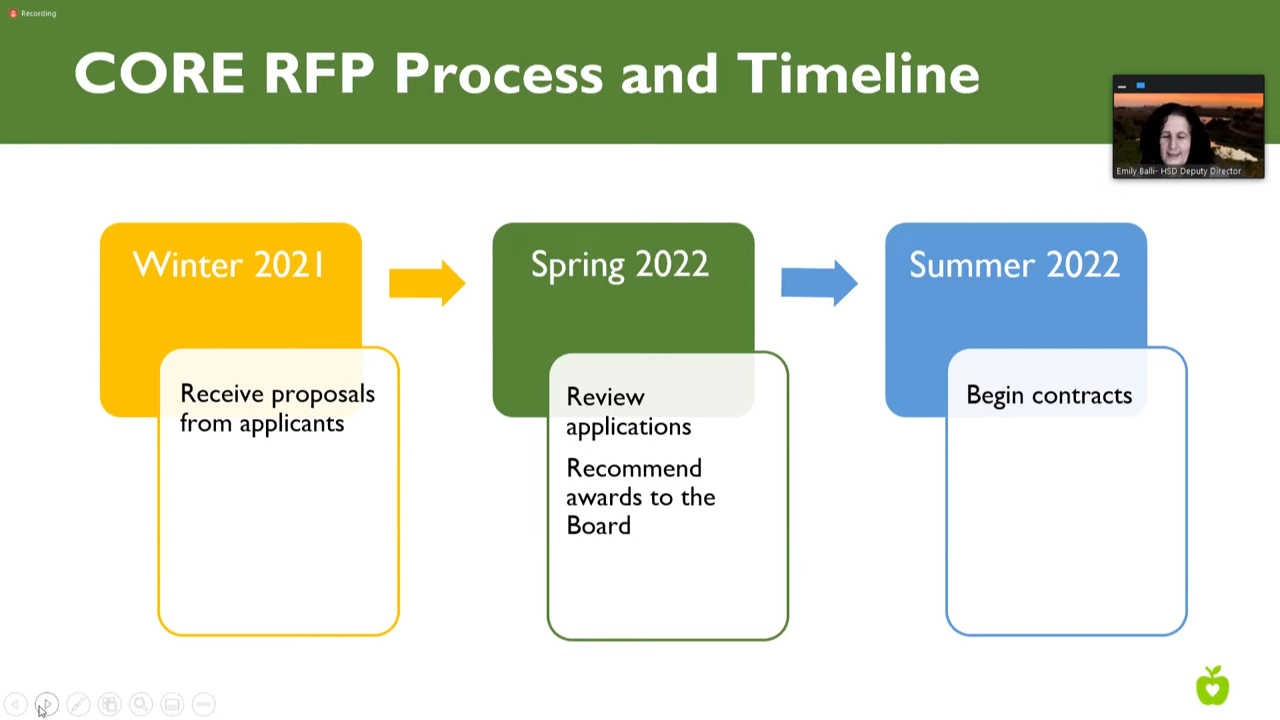 Recording
CORE RFP Process and Timeline
Emily Balli- HSD Deputy Director
Winter 2021
Receive proposals
from applicants
Spring 2022
Review
applications
Recommend
awards to the
Board
Summer 2022
Begin contracts